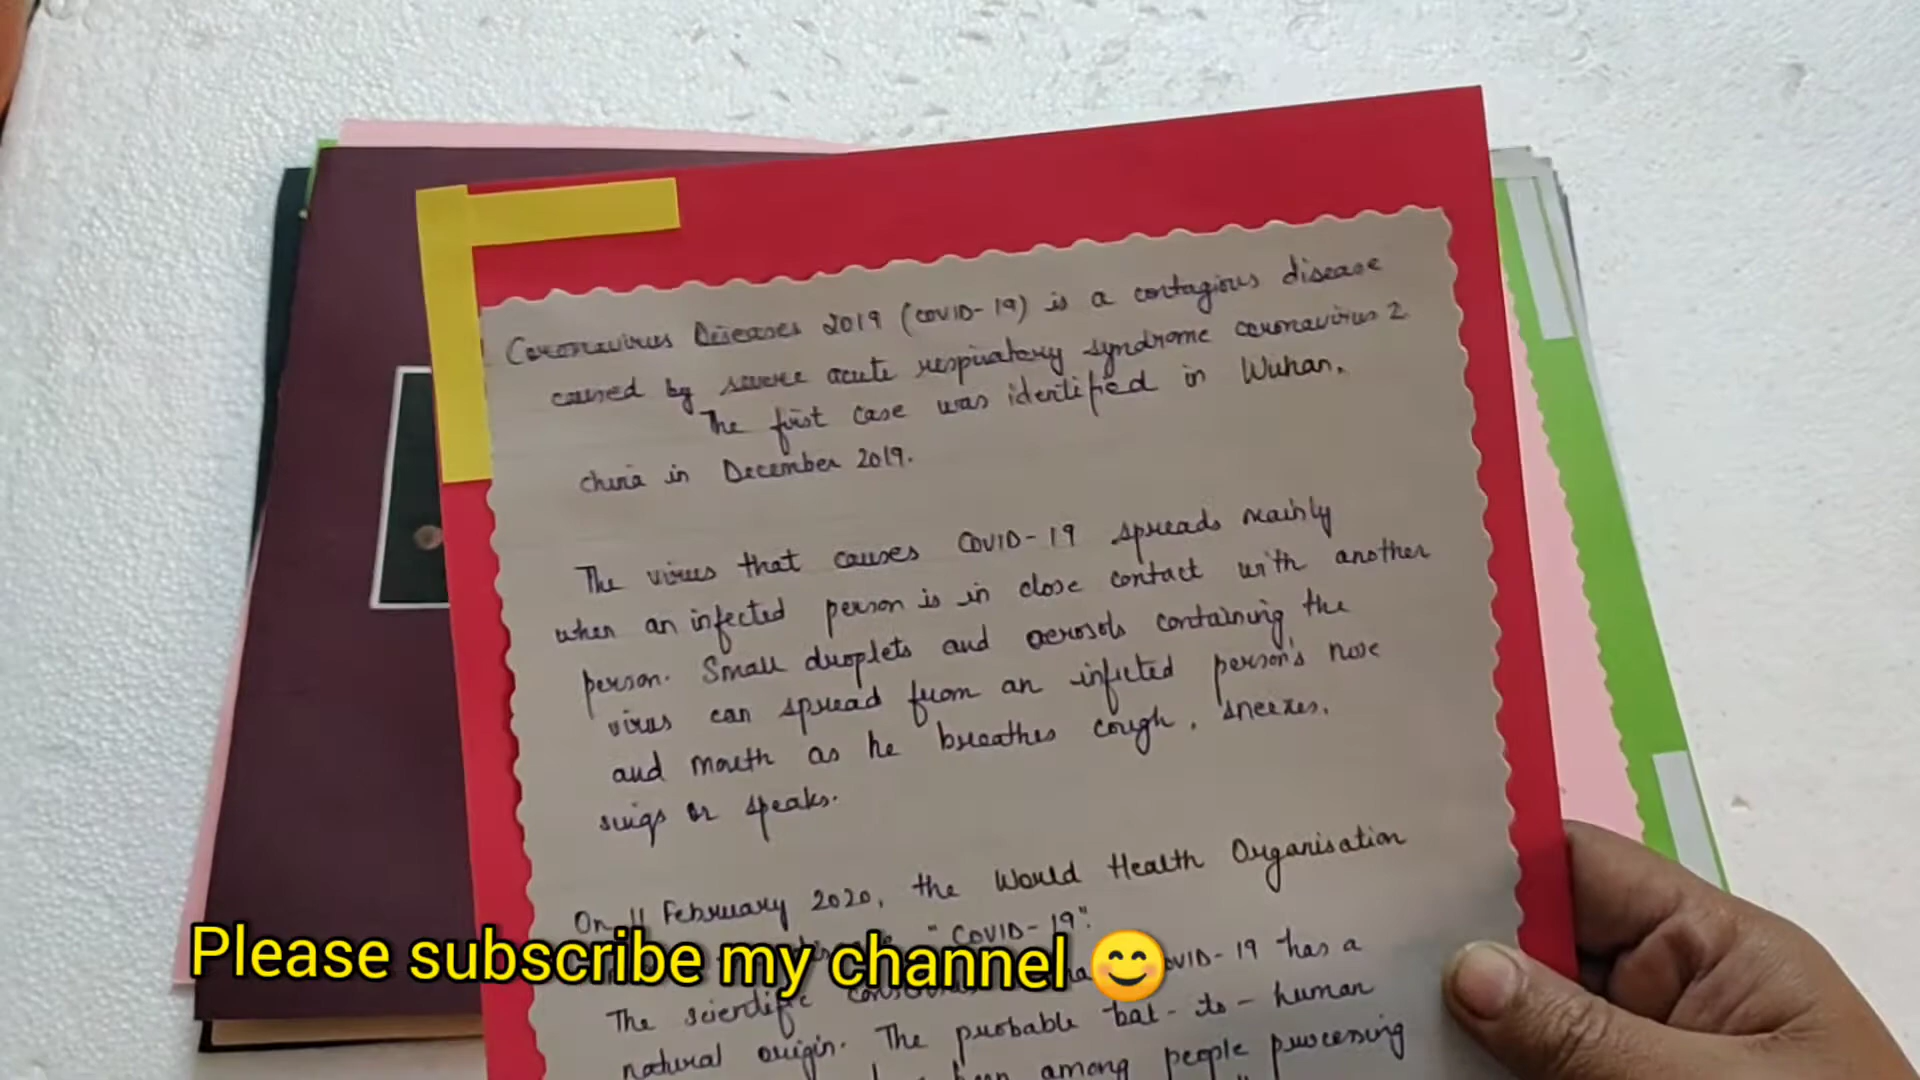 Coronavirus Diseases 2019 (COVID-19) is a contagious disease
caused by severe acute respiratory syndrome coronavirus 2
The first case was identified in Wuhan,
china in December 2019.
The virus that causes COVID-19 spreads mainly
when an infected person is in close contact with another
person. Small droplets and aerosols containing the
virus can spread from an infected person's nose
and mouth as he breathes cough, sneezes,
sings or speaks.
On 11 February 2020, the World Health Organisation
"COVID-19".
Please subscribe my channel 😊
The scientific COVID-19 has a
natural origin. The probable bat-to-human
among people processing